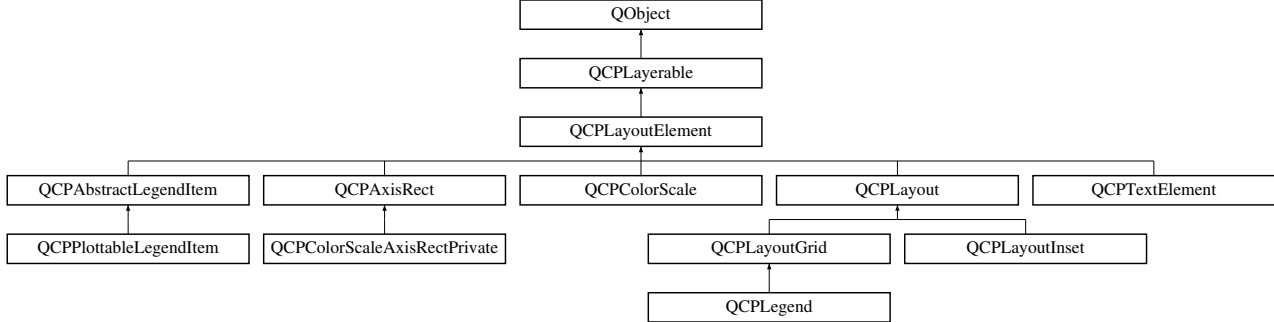 QObject
QCPLayerable
QCPLayoutElement
QCPAbstractLegendItem QCPAxisRect QCPColorScale QCPLayout QCPTextElement
QCPPlottableLegendItem QCPColorScaleAxisRectPrivate QCPLayoutGrid QCPLayoutInset
QCPLegend